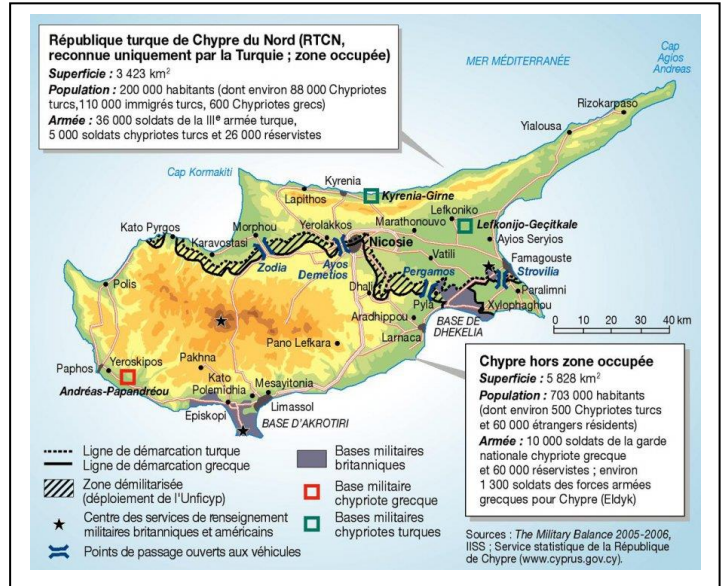 République turque de Chypre du Nord (RTCN,
reconnue uniquement par la Turquie ; zone occupée)
Superficie : 3 423 km²
Population : 200 000 habitants (dont environ 88 000 Chypriotes
turcs,110 000 immigrés turcs, 600 Chypriotes grecs)
Armée : 36 000 soldats de la IIIe armée turque,
5 000 soldats chypriotes turcs et 26 000 réservistes
MER MÉDITERRANÉE
Cap
Agios
Andreas
Rizokarpaso
Yialousa
Cap Kormakiti
Kyrenia
Lapithos
Kyrenia-Girne
Lefkoniko
Kato Pyrgos
Morphou
Yerolakkos
Marathonouvo
Lefkonijo-Geçitkale
Karavostasi
Nicosie
Ayios Seryios
Zodia
Ayos
Demetios
Vatili
Famagouste
Pergamos
Strovilia
Polis
Dhali
Paralimni
Pyla
Xylophaghou
Aradhippou
BASE DE
DHEKELIA
0 10 20 30 40 km
Larnaca
Pano Lefkara
Paphos
Yeroskipos
Pakhna
Kato
Polemidhia
Mesayitonia
Andréas-Papandréou
Limassol
Episkopi
BASE D'AKROTIRI
Chypre hors zone occupée
Superficie : 5 828 km²
Population : 703 000 habitants
(dont environ 500 Chypriotes turcs
et 60 000 étrangers résidents)
Armée : 10 000 soldats de la garde
nationale chypriote grecque
et 60 000 réservistes ; environ
1 300 soldats des forces armées
grecques pour Chypre (Eldyk)
Ligne de démarcation turque
Ligne de démarcation grecque
Zone démilitarisée
(déploiement de l'Unficyp)
Centre des services de renseignement
militaires britanniques et américains
Points de passage ouverts aux véhicules
Bases militaires
britanniques
Base militaire
chypriote grecque
Bases militaires
chypriotes turques
Sources : The Military Balance 2005-2006,
IISS ; Service statistique de la République
de Chypre (www.cyprus.gov.cy).